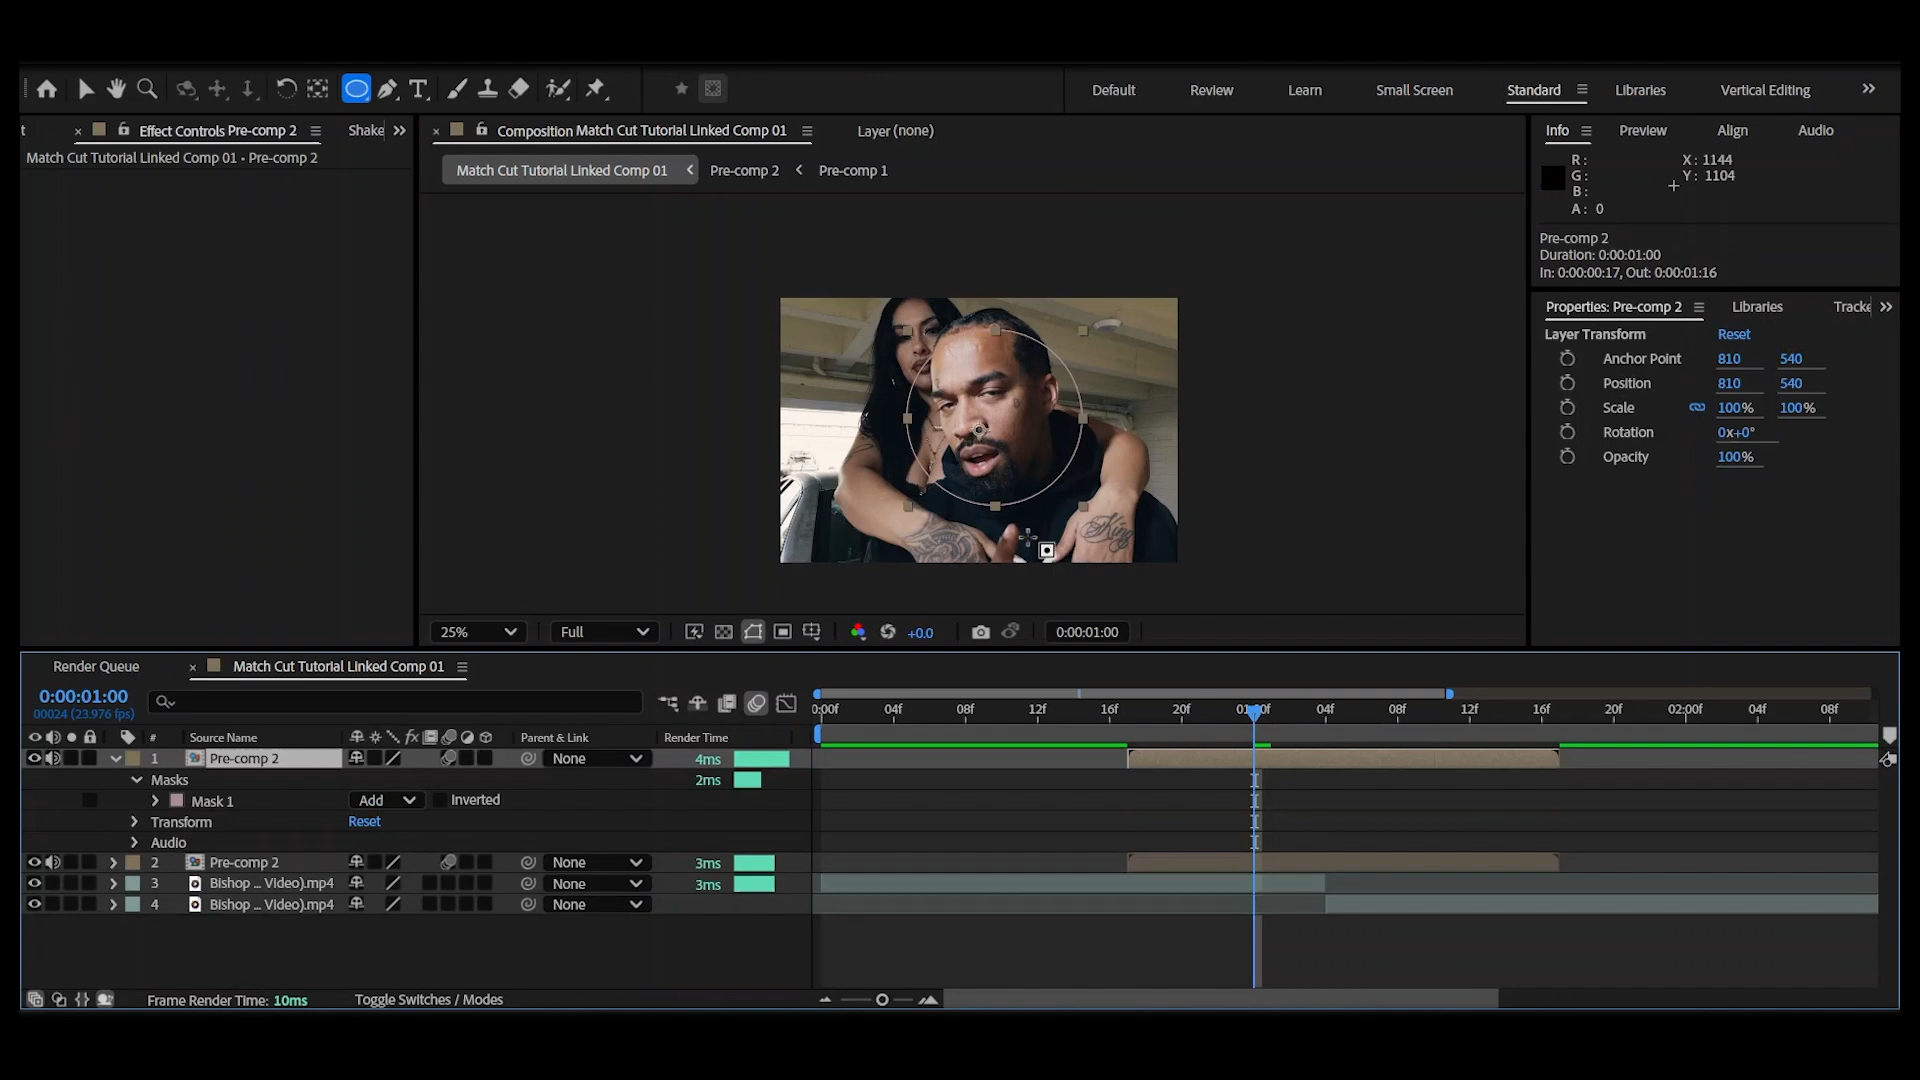 Default Review Learn Small Screen Standard Libraries Vertical Editing
Effect Controls Pre-comp 2 Shake
Match Cut Tutorial Linked Comp 01 • Pre-comp 2
Composition Match Cut Tutorial Linked Comp 01 Layer (none)
Match Cut Tutorial Linked Comp 01 Pre-comp 2 Pre-comp 1
Info Preview Align Audio
R : X : 1144
G : Y : 1104
B :
A : 0
Pre-comp 2
Duration: 0:00:01:00
In: 0:00:00:17, Out: 0:00:01:16
Properties: Pre-comp 2 Libraries Tracke
Layer Transform Reset
Anchor Point 810 540
Position 810 540
Scale 100% 100%
Rotation 0x+0°
Opacity 100%
King
25% Full +0.0 0:00:01:00
Render Queue Match Cut Tutorial Linked Comp 01
0:00:01:00
00024 (23.976 fps)
0:00f 04f 08f 12f 16f 20f 01:00f 04f 08f 12f 16f 20f 02:00f 04f 08f
# Source Name fx Parent & Link Render Time
1 Pre-comp 2 None 4ms
Masks 2ms
Mask 1 Add Inverted
Transform Reset
Audio
2 Pre-comp 2 None 3ms
3 Bishop ... Video).mp4 None 3ms
4 Bishop ... Video).mp4 None
Frame Render Time: 10ms Toggle Switches / Modes